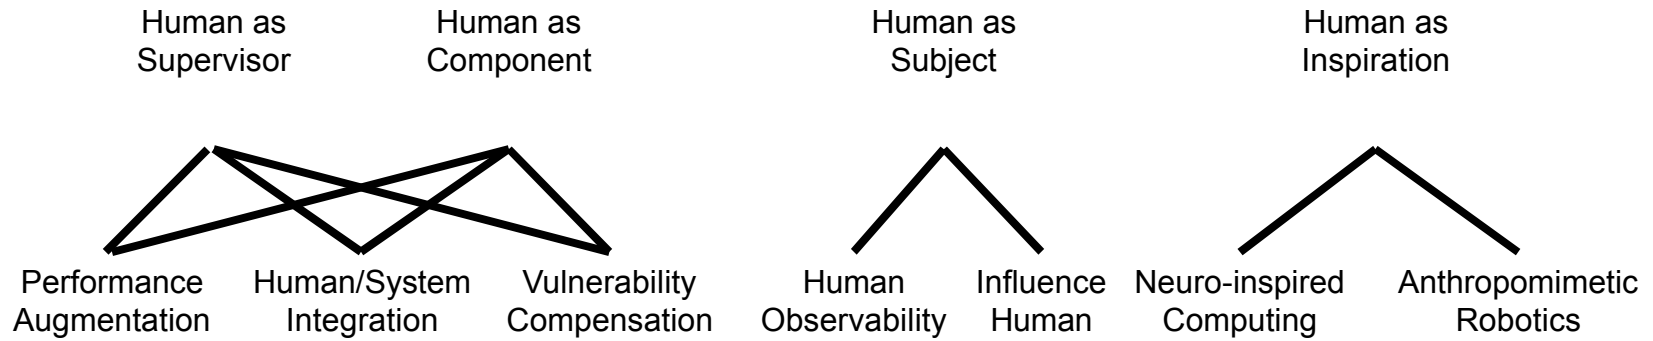 Human as
Supervisor
Human as
Component
Human as
Subject
Human as
Inspiration
Performance
Augmentation
Human/System
Integration
Vulnerability
Compensation
Human
Observability
Influence
Human
Neuro-inspired
Computing
Anthropomimetic
Robotics